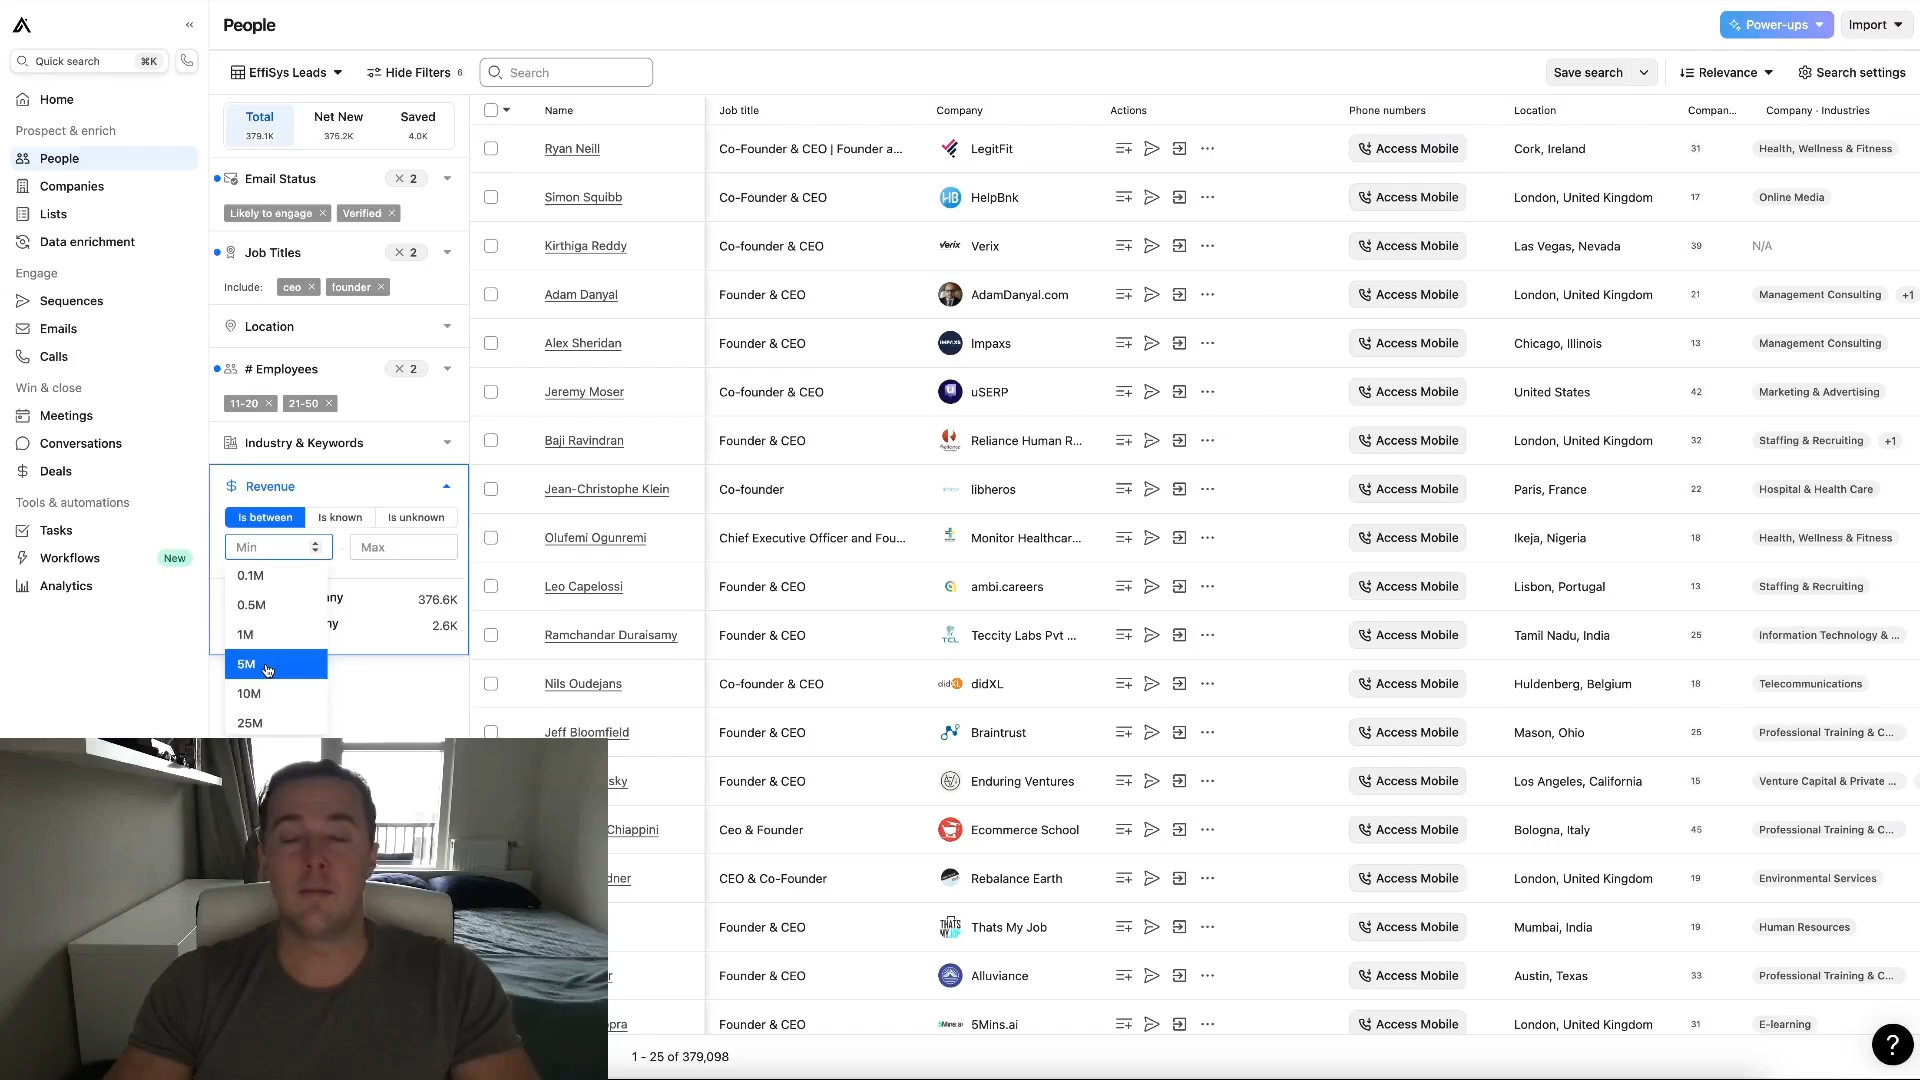 People
Power-ups
Import
Quick search
⌘K
EffiSys Leads
Hide Filters 6
Search
Save search
Relevance
Search settings
Home
Prospect & enrich
People
Companies
Lists
Data enrichment
Engage
Sequences
Emails
Calls
Win & close
Meetings
Conversations
Deals
Tools & automations
Tasks
Workflows New
Analytics
Total
379.1K
Net New
375.2K
Saved
4.0K
Email Status × 2
Likely to engage × Verified ×
Job Titles × 2
Include: ceo × founder ×
Location
# Employees × 2
11-20 × 21-50 ×
Industry & Keywords
Revenue
Is between Is known Is unknown
Min Max
0.1M
0.5M
1M
5M
10M
25M
ny 376.6K
y 2.6K
Name Job title Company Actions Phone numbers Location Compan... Company · Industries
Ryan Neill Co-Founder & CEO | Founder a... LegitFit Access Mobile Cork, Ireland 31 Health, Wellness & Fitness
Simon Squibb Co-Founder & CEO HB HelpBnk Access Mobile London, United Kingdom 17 Online Media
Kirthiga Reddy Co-founder & CEO Verix Verix Access Mobile Las Vegas, Nevada 39 N/A
Adam Danyal Founder & CEO AdamDanyal.com Access Mobile London, United Kingdom 21 Management Consulting +1
Alex Sheridan Founder & CEO IMPAXS Impaxs Access Mobile Chicago, Illinois 13 Management Consulting
Jeremy Moser Co-founder & CEO uSERP Access Mobile United States 42 Marketing & Advertising
Baji Ravindran Founder & CEO Reliance Human R... Access Mobile London, United Kingdom 32 Staffing & Recruiting +1
Jean-Christophe Klein Co-founder libheros Access Mobile Paris, France 22 Hospital & Health Care
Olufemi Ogunremi Chief Executive Officer and Fou... Monitor Healthcar... Access Mobile Ikeja, Nigeria 18 Health, Wellness & Fitness
Leo Capelossi Founder & CEO ambi.careers Access Mobile Lisbon, Portugal 13 Staffing & Recruiting
Ramchandar Duraisamy Founder & CEO TCL Teccity Labs Pvt ... Access Mobile Tamil Nadu, India 25 Information Technology & ...
Nils Oudejans Co-founder & CEO didXL didXL Access Mobile Huldenberg, Belgium 18 Telecommunications
Jeff Bloomfield Founder & CEO Braintrust Access Mobile Mason, Ohio 25 Professional Training & C...
sky Founder & CEO Enduring Ventures Access Mobile Los Angeles, California 15 Venture Capital & Private ...
Chiappini Ceo & Founder Ecommerce School Access Mobile Bologna, Italy 45 Professional Training & C...
dner CEO & Co-Founder Rebalance Earth Access Mobile London, United Kingdom 19 Environmental Services
Founder & CEO THATS MY JOB Thats My Job Access Mobile Mumbai, India 19 Human Resources
r Founder & CEO Alluviance Access Mobile Austin, Texas 33 Professional Training & C...
pra Founder & CEO 5Mins.ai 5Mins.ai Access Mobile London, United Kingdom 31 E-learning
1 - 25 of 379,098
?